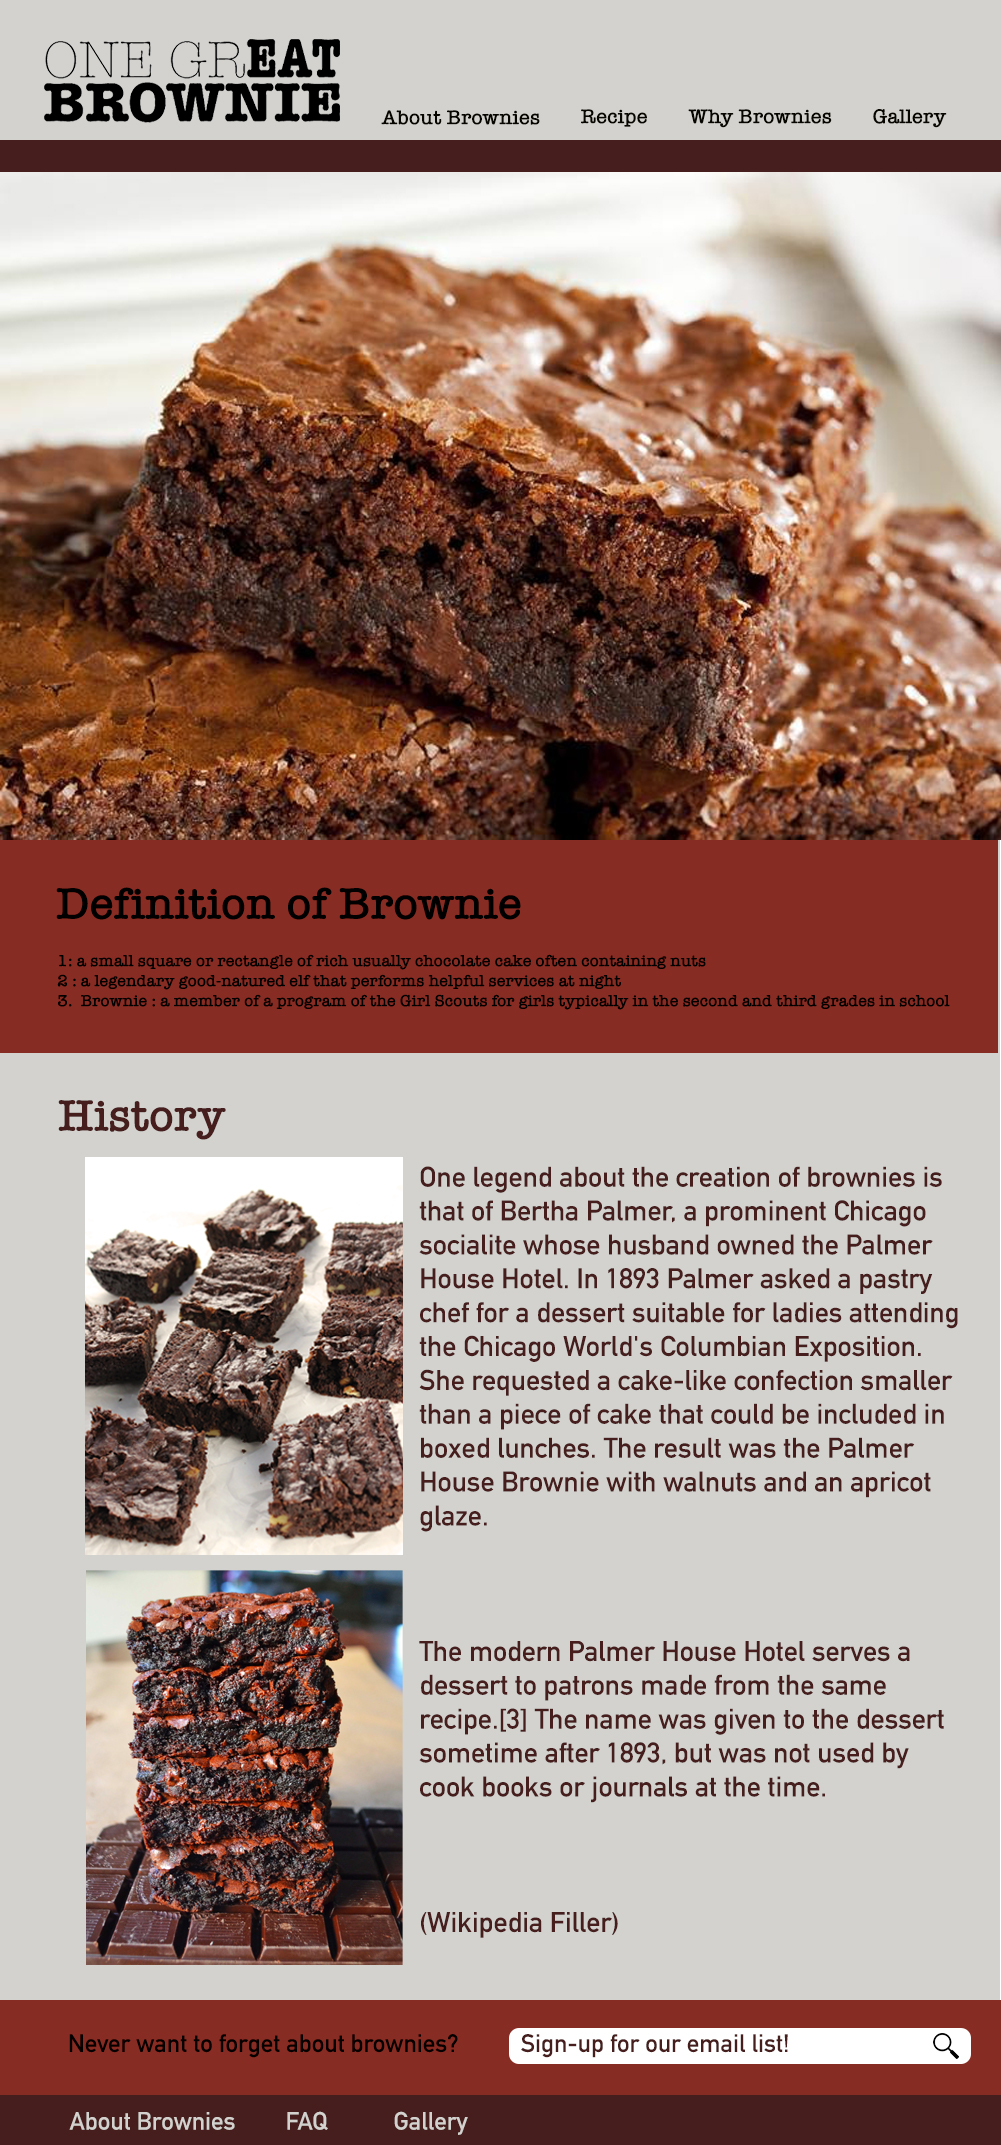 ONE GREAT
BROWNIE
About Brownies Recipe Why Brownies Gallery
Definition of Brownie
1: a small square or rectangle of rich usually chocolate cake often containing nuts
2 : a legendary good-natured elf that performs helpful services at night
3. Brownie : a member of a program of the Girl Scouts for girls typically in the second and third grades in school
History
One legend about the creation of brownies is
that of Bertha Palmer, a prominent Chicago
socialite whose husband owned the Palmer
House Hotel. In 1893 Palmer asked a pastry
chef for a dessert suitable for ladies attending
the Chicago World's Columbian Exposition.
She requested a cake-like confection smaller
than a piece of cake that could be included in
boxed lunches. The result was the Palmer
House Brownie with walnuts and an apricot
glaze.
The modern Palmer House Hotel serves a
dessert to patrons made from the same
recipe.[3] The name was given to the dessert
sometime after 1893, but was not used by
cook books or journals at the time.
(Wikipedia Filler)
Never want to forget about brownies? Sign-up for our email list!
About Brownies FAQ Gallery